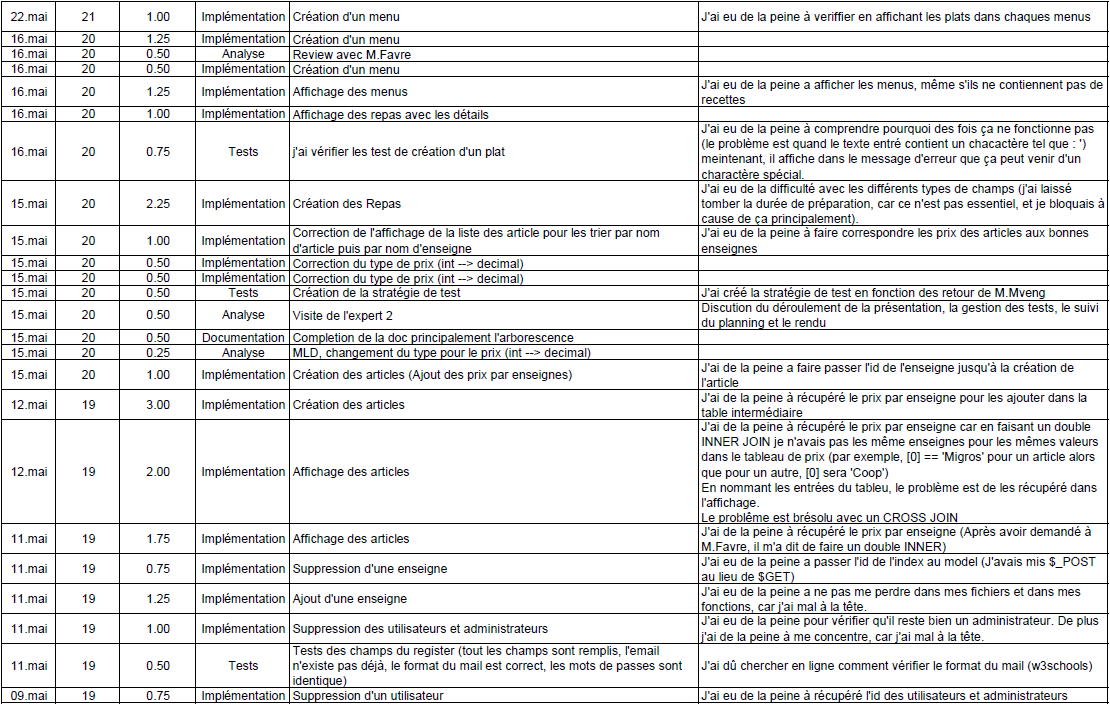 22.mai 21 1.00 Implémentation Création d'un menu J'ai eu de la peine à veriffier en affichant les plats dans chaques menus
16.mai 20 1.25 Implémentation Création d'un menu
16.mai 20 0.50 Analyse Review avec M.Favre
16.mai 20 0.50 Implémentation Création d'un menu
16.mai 20 1.25 Implémentation Affichage des menus J'ai eu de la peine a afficher les menus, même s'ils ne contiennent pas de
recettes
16.mai 20 1.00 Implémentation Affichage des repas avec les détails
16.mai 20 0.75 Tests j'ai vérifier les test de création d'un plat J'ai eu de la peine à comprendre pourquoi des fois ça ne fonctionne pas
(le problème est quand le texte entré contient un chacactère tel que : ')
meintenant, il affiche dans le message d'erreur que ça peut venir d'un
charactère spécial.
15.mai 20 2.25 Implémentation Création des Repas J'ai eu de la difficulté avec les différents types de champs (j'ai laissé
tomber la durée de préparation, car ce n'est pas essentiel, et je bloquais à
cause de ça principalement).
15.mai 20 1.00 Implémentation Correction de l'affichage de la liste des article pour les trier par nom
d'article puis par nom d'enseigne J'ai eu de la peine à faire correspondre les prix des articles aux bonnes
enseignes
15.mai 20 0.50 Implémentation Correction du type de prix (int --> decimal)
15.mai 20 0.50 Implémentation Correction du type de prix (int --> decimal)
15.mai 20 0.50 Tests Création de la stratégie de test J'ai créé la stratégie de test en fonction des retour de M.Mveng
15.mai 20 0.50 Analyse Visite de l'expert 2 Discution du déroulement de la présentation, la gestion des tests, le suivi
du planning et le rendu
15.mai 20 0.50 Documentation Completion de la doc principalement l'arborescence
15.mai 20 0.25 Analyse MLD, changement du type pour le prix (int --> decimal)
15.mai 20 1.00 Implémentation Création des articles (Ajout des prix par enseignes) J'ai de la peine a faire passer l'id de l'enseigne jusqu'à la création de
l'article
12.mai 19 3.00 Implémentation Création des articles J'ai de la peine à récupéré le prix par enseigne pour les ajouter dans la
table intermédiaire
12.mai 19 2.00 Implémentation Affichage des articles J'ai de la peine à récupéré le prix par enseigne car en faisant un double
INNER JOIN je n'avais pas les même enseignes pour les mêmes valeurs
dans le tableau de prix (par exemple, [0] == 'Migros' pour un article alors
que pour un autre, [0] sera 'Coop')
En nommant les entrées du tableu, le problème est de les récupéré dans
l'affichage.
Le problème est brésolu avec un CROSS JOIN
11.mai 19 1.75 Implémentation Affichage des articles J'ai de la peine à récupéré le prix par enseigne (Après avoir demandé à
M.Favre, il m'a dit de faire un double INNER)
11.mai 19 0.75 Implémentation Suppression d'une enseigne J'ai eu de la peine a passer l'id de l'index au model (J'avais mis $_POST
au lieu de $GET)
11.mai 19 1.25 Implémentation Ajout d'une enseigne J'ai eu de la peine a ne pas me perdre dans mes fichiers et dans mes
fonctions, car j'ai mal à la tête.
11.mai 19 1.00 Implémentation Suppression des utilisateurs et administrateurs J'ai eu de la peine pour vérifier qu'il reste bien un administrateur. De plus
j'ai de la peine à me concentre, car j'ai mal à la tête.
11.mai 19 0.50 Tests Tests des champs du register (tout les champs sont remplis, l'email
n'existe pas déjà, le format du mail est correct, les mots de passes sont
identique) J'ai dû chercher en ligne comment vérifier le format du mail (w3schools)
09.mai 19 0.75 Implémentation Suppression d'un utilisateur J'ai eu de la peine à récupéré l'id des utilisateurs et administrateurs